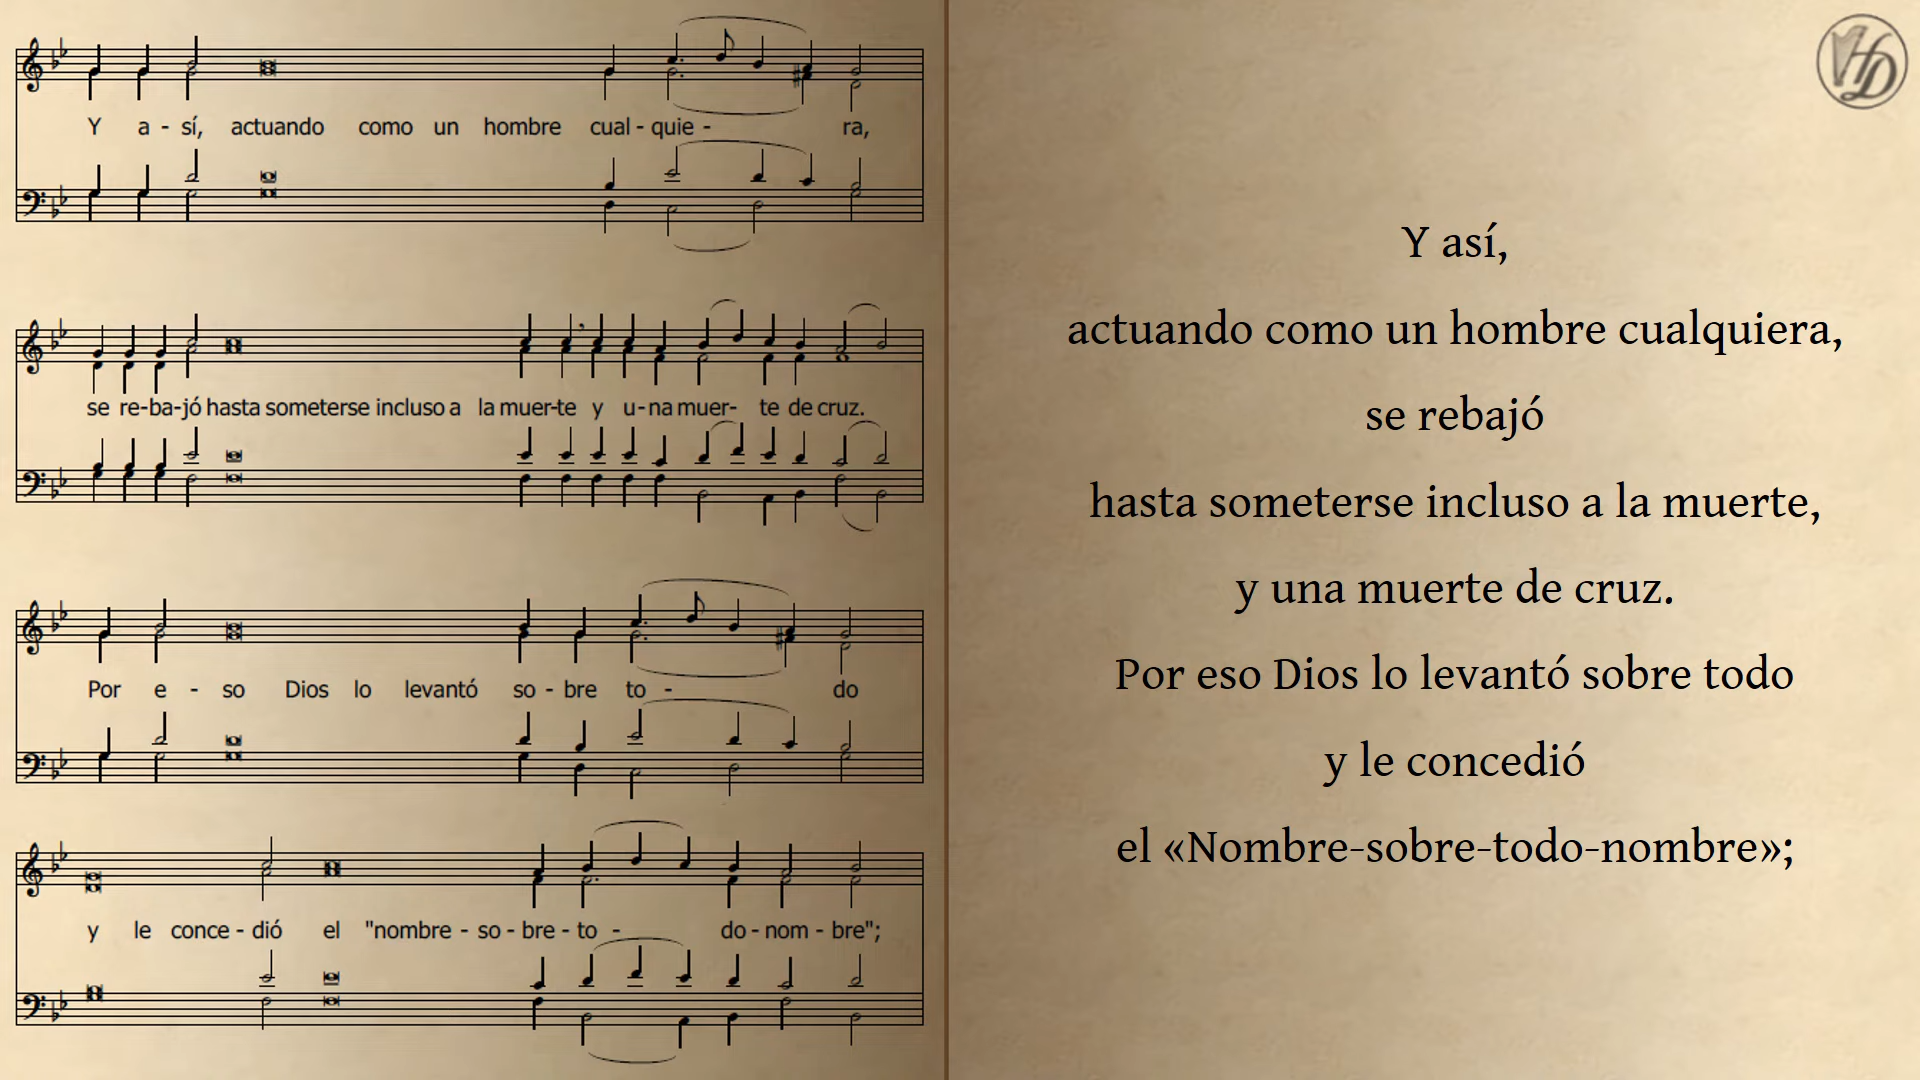 Y a - sí, actuando como un hombre cual - quie - ra,
se re-ba-jó hasta someterse incluso a la muer-te y u-na muer- te de cruz.
Por e - so Dios lo levantó so - bre to - do
y le conce - dió el "nombre - so - bre - to - do - nom - bre";
Y así,
actuando como un hombre cualquiera,
se rebajó
hasta someterse incluso a la muerte,
y una muerte de cruz.
Por eso Dios lo levantó sobre todo
y le concedió
el «Nombre-sobre-todo-nombre»;
HD